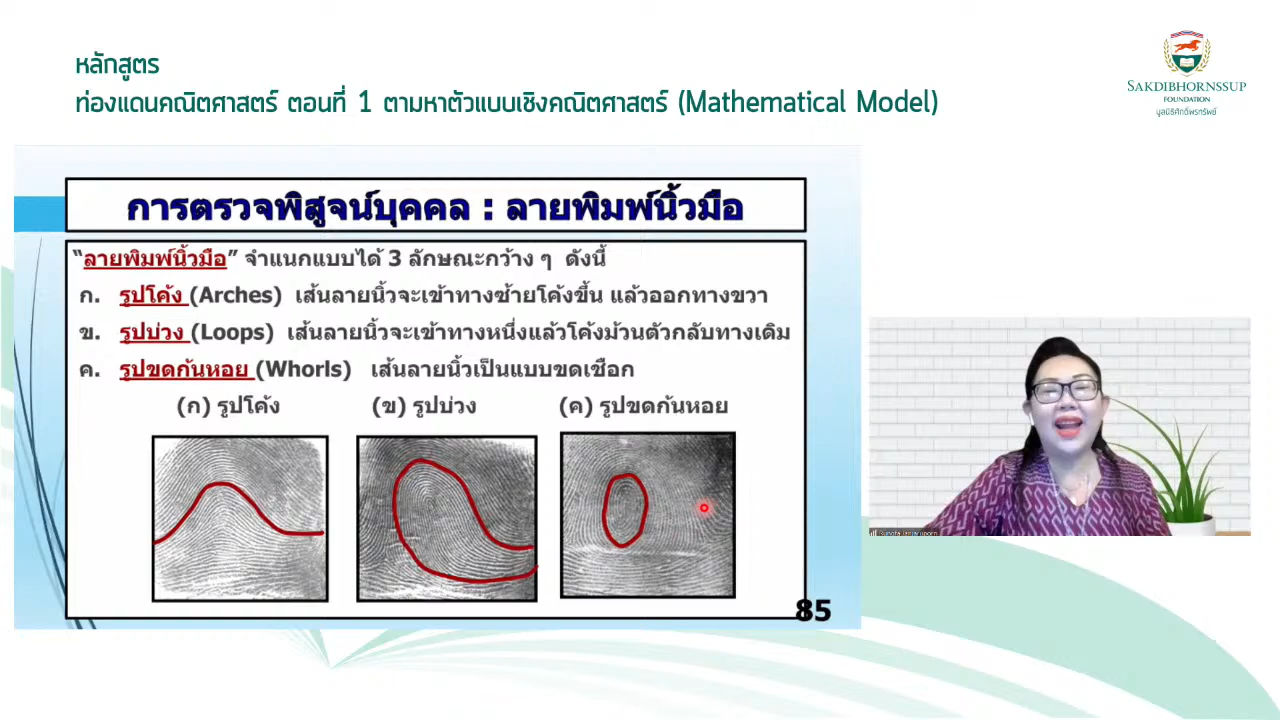 หลักสูตร
ท่องแดนคณิตศาสตร์ ตอนที่ 1 ตามหาตัวแบบเชิงคณิตศาสตร์ (Mathematical Model)
SAKDIBHORNSSUP
FOUNDATION
มูลนิธิศักดิ์พรทรัพย์
การตรวจพิสูจน์บุคคล : ลายพิมพ์นิ้วมือ
“ลายพิมพ์นิ้วมือ” จำแนกแบบได้ 3 ลักษณะกว้าง ๆ ดังนี้
ก. รูปโค้ง (Arches) เส้นลายนิ้วจะเข้าทางซ้ายโค้งขึ้น แล้วออกทางขวา
ข. รูปบ่วง (Loops) เส้นลายนิ้วจะเข้าทางหนึ่งแล้วโค้งม้วนตัวกลับทางเดิม
ค. รูปขดก้นหอย (Whorls) เส้นลายนิ้วเป็นแบบขดเชือก
(ก) รูปโค้ง (ข) รูปบ่วง (ค) รูปขดก้นหอย
85